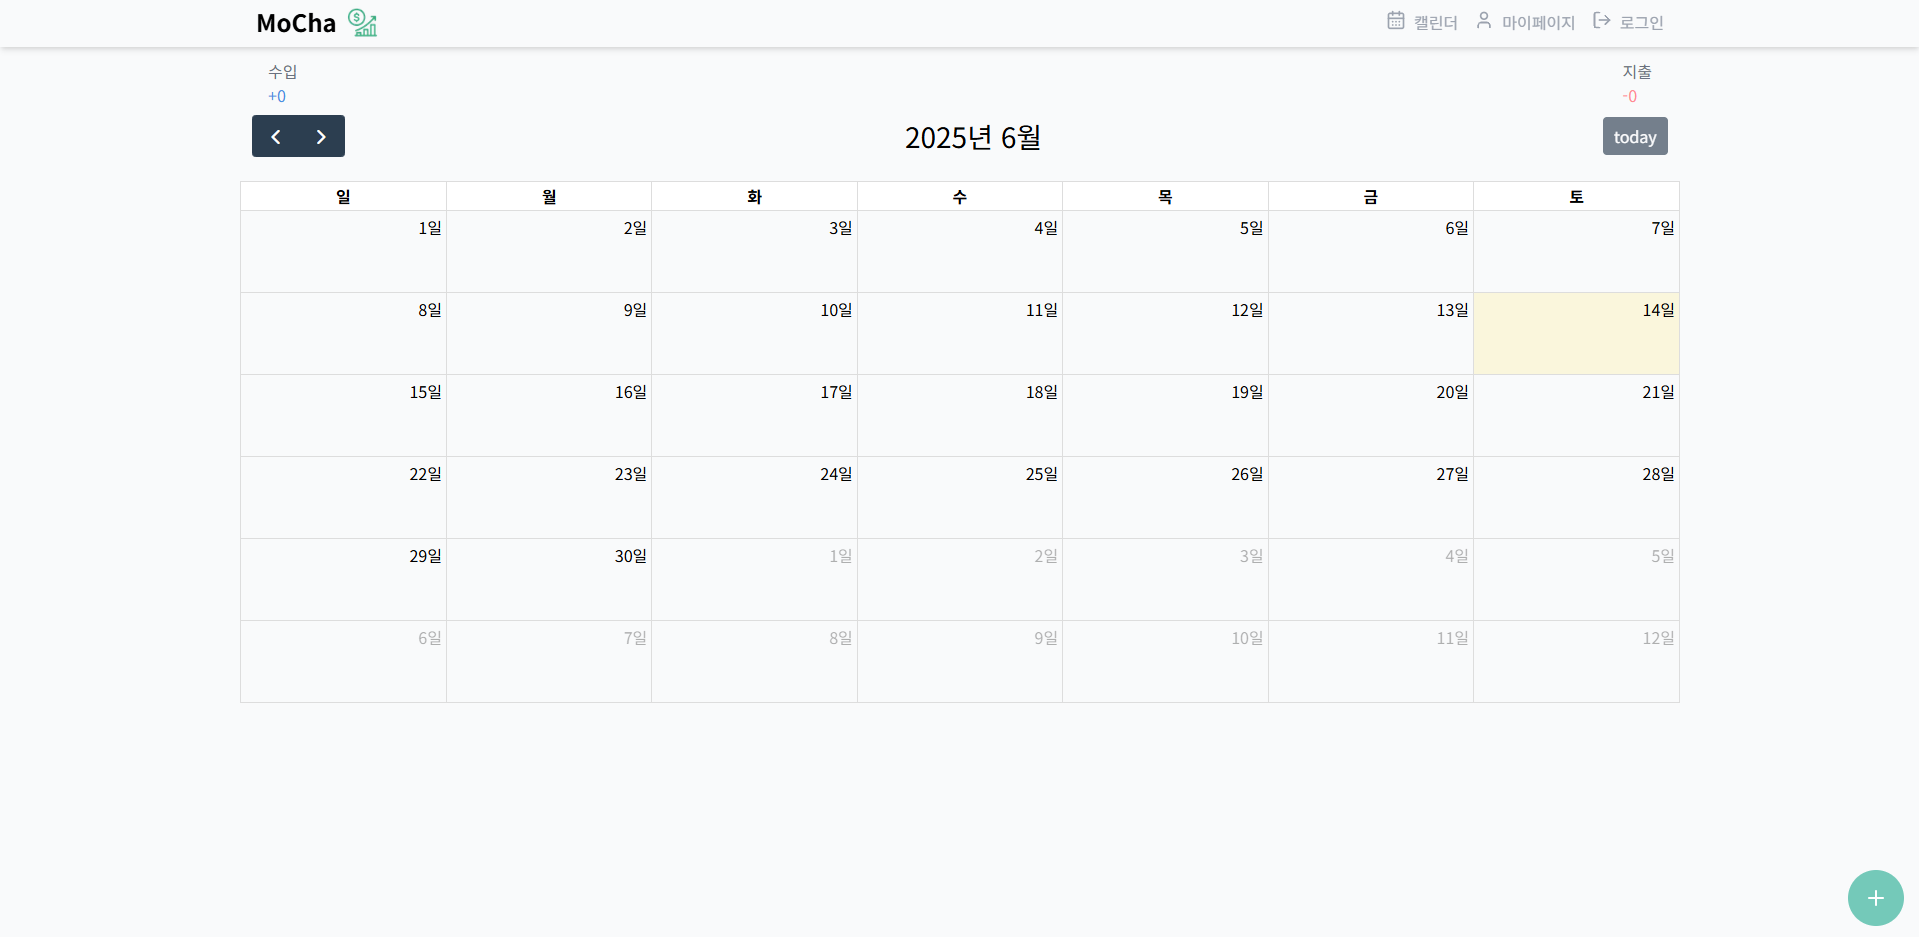 MoCha 캘린더 마이페이지 로그인
수입 지출
+0 -0
2025년 6월 today
일 월 화 수 목 금 토
1일 2일 3일 4일 5일 6일 7일
8일 9일 10일 11일 12일 13일 14일
15일 16일 17일 18일 19일 20일 21일
22일 23일 24일 25일 26일 27일 28일
29일 30일 1일 2일 3일 4일 5일
6일 7일 8일 9일 10일 11일 12일